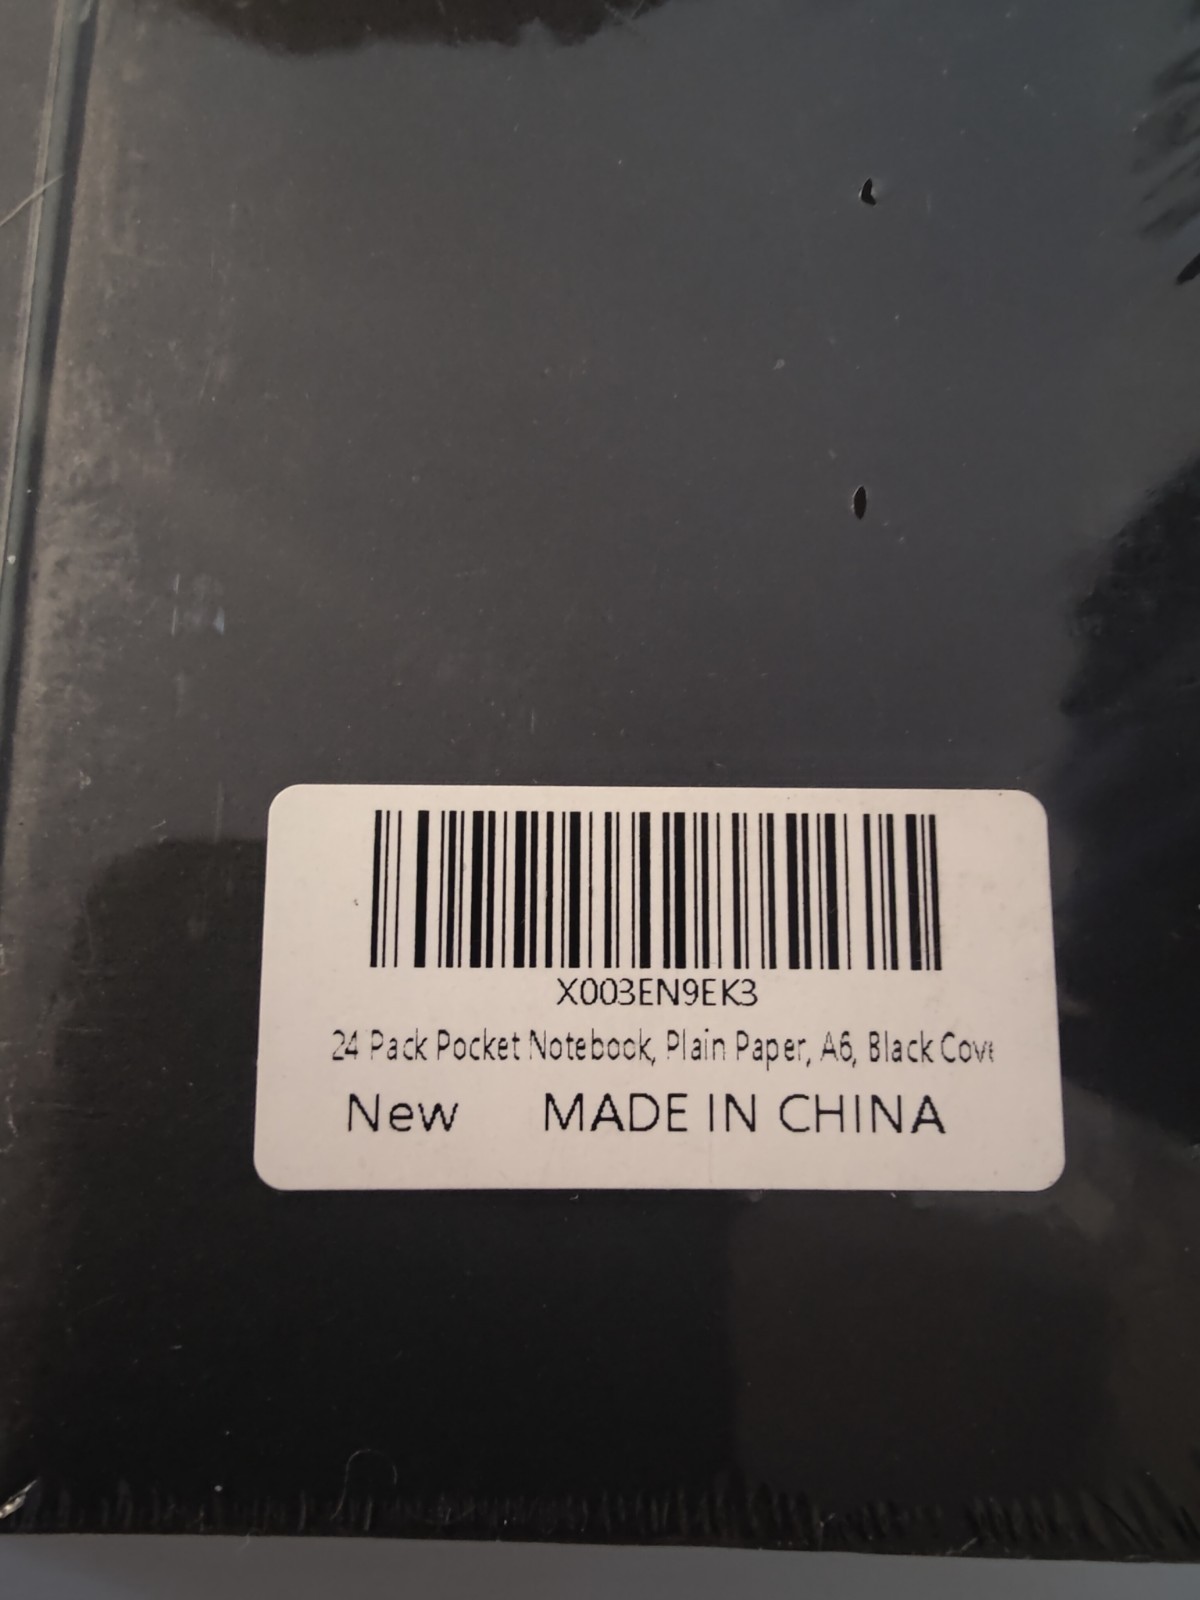 X003EN9EK3
24 Pack Pocket Notebook, Plain Paper, A6, Black Cove
New MADE IN CHINA